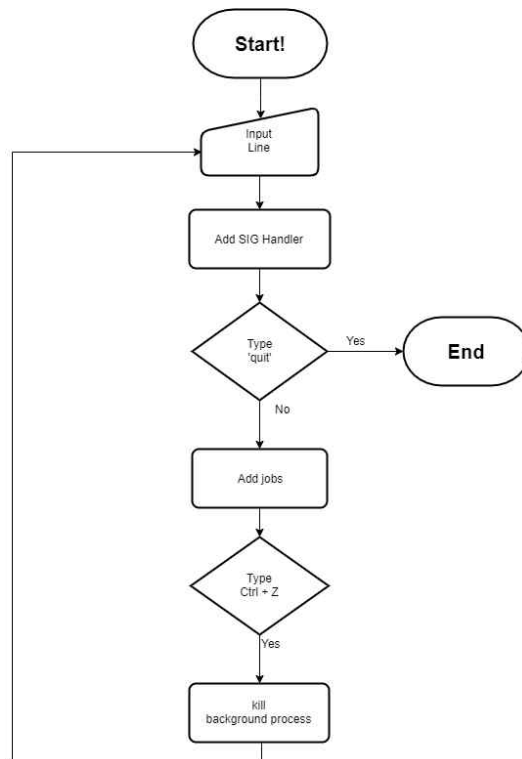 Start!
Input
Line
Add SIG Handler
Type
'quit'
Yes
End
No
Add jobs
Type
Ctrl + Z
Yes
kill
background process